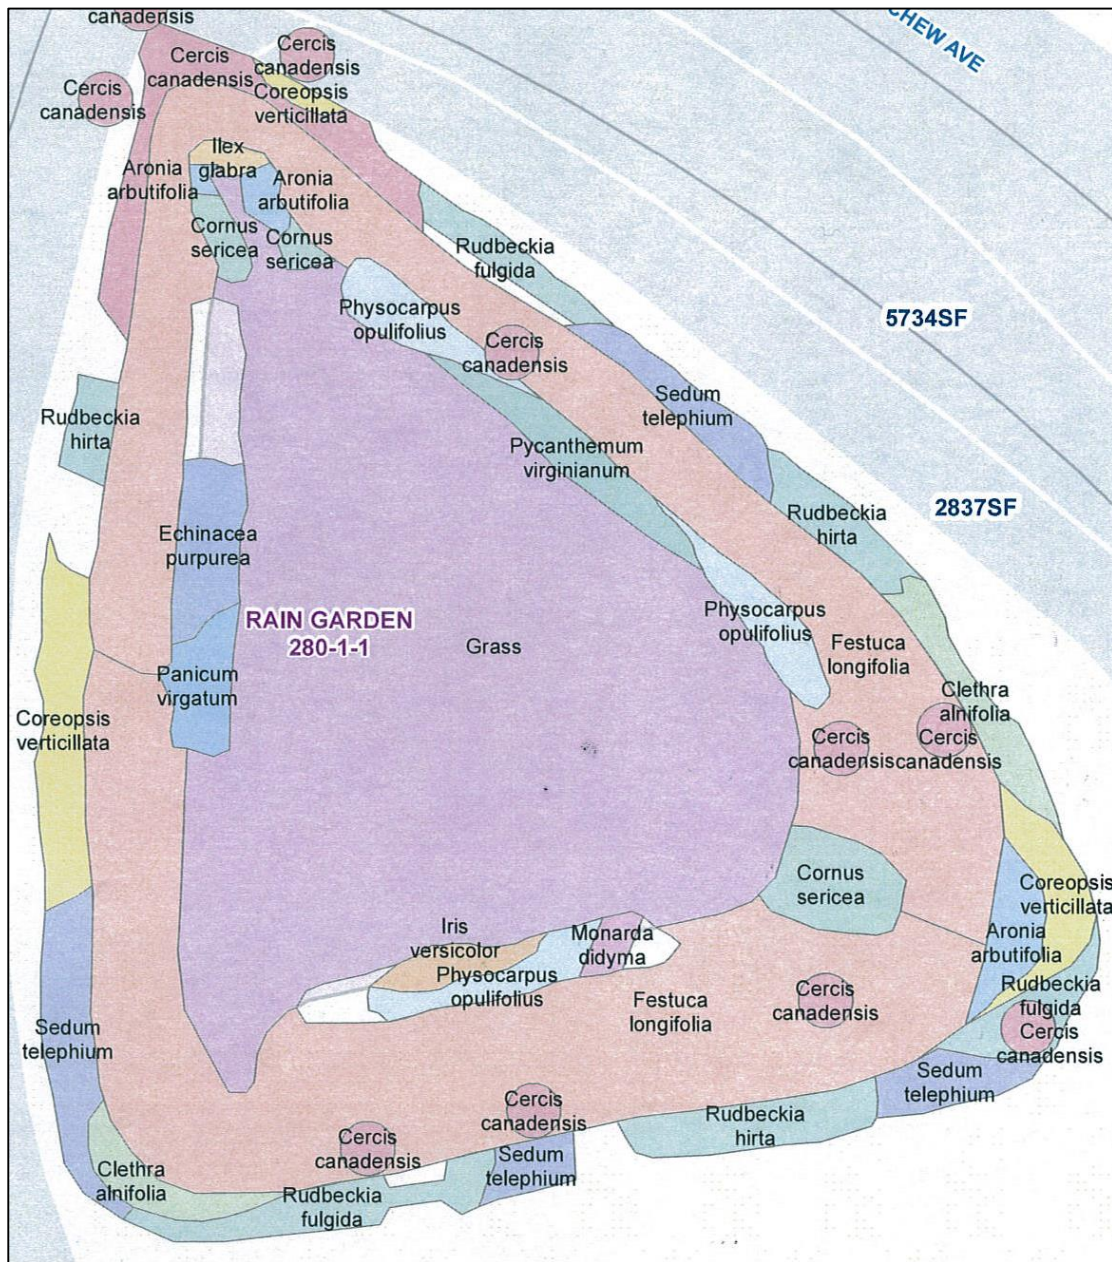 canadensis
CHEW AVE
Cercis
canadensis
Cercis
canadensis
Cercis
canadensis
Coreopsis
verticillata
Ilex
glabra
Aronia
arbutifolia
Aronia
arbutifolia
Cornus
sericea
Cornus
sericea
Rudbeckia
fulgida
Physocarpus
opulifolius
5734SF
Cercis
canadensis
Sedum
telephium
Rudbeckia
hirta
Pycanthemum
virginianum
2837SF
Rudbeckia
hirta
Echinacea
purpurea
RAIN GARDEN
280-1-1
Grass
Physocarpus
opulifolius
Festuca
longifolia
Panicum
virgatum
Clethra
alnifolia
Coreopsis
verticillata
Cercis
canadensis
Cercis
canadensis
Cornus
sericea
Coreopsis
verticillata
Iris
versicolor
Monarda
didyma
Aronia
arbutifolia
Physocarpus
opulifolius
Festuca
longifolia
Cercis
canadensis
Rudbeckia
fulgida
Cercis
canadensis
Sedum
telephium
Sedum
telephium
Cercis
canadensis
Rudbeckia
hirta
Cercis
canadensis
Sedum
telephium
Clethra
alnifolia
Rudbeckia
fulgida